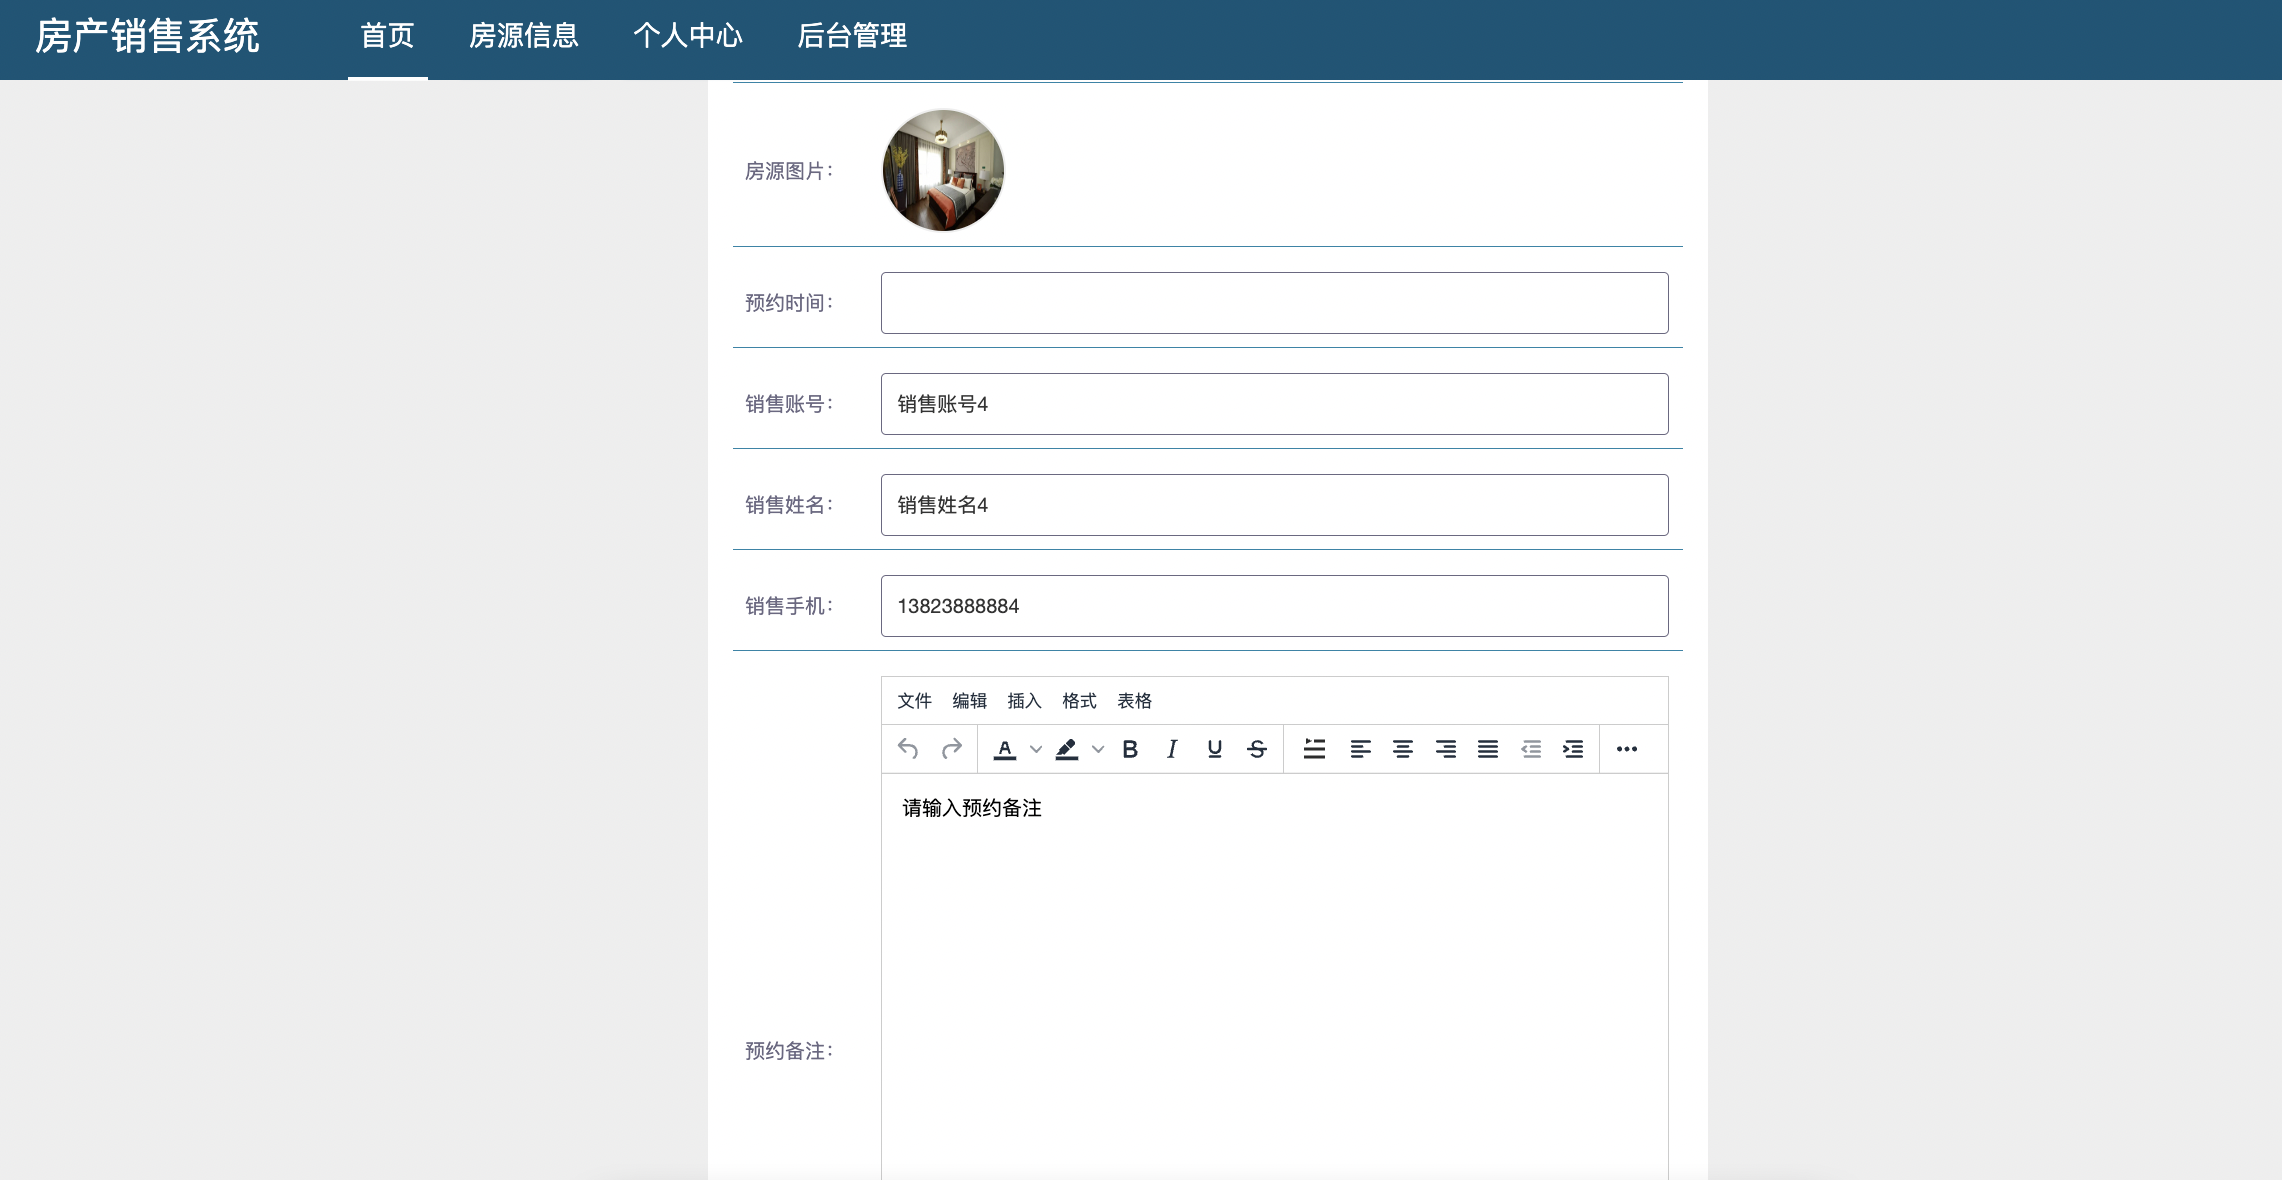 房产销售系统 首页 房源信息 个人中心 后台管理
房源图片：
预约时间：
销售账号： 销售账号4
销售姓名： 销售姓名4
销售手机： 13823888884
文件 编辑 插入 格式 表格
请输入预约备注
预约备注：